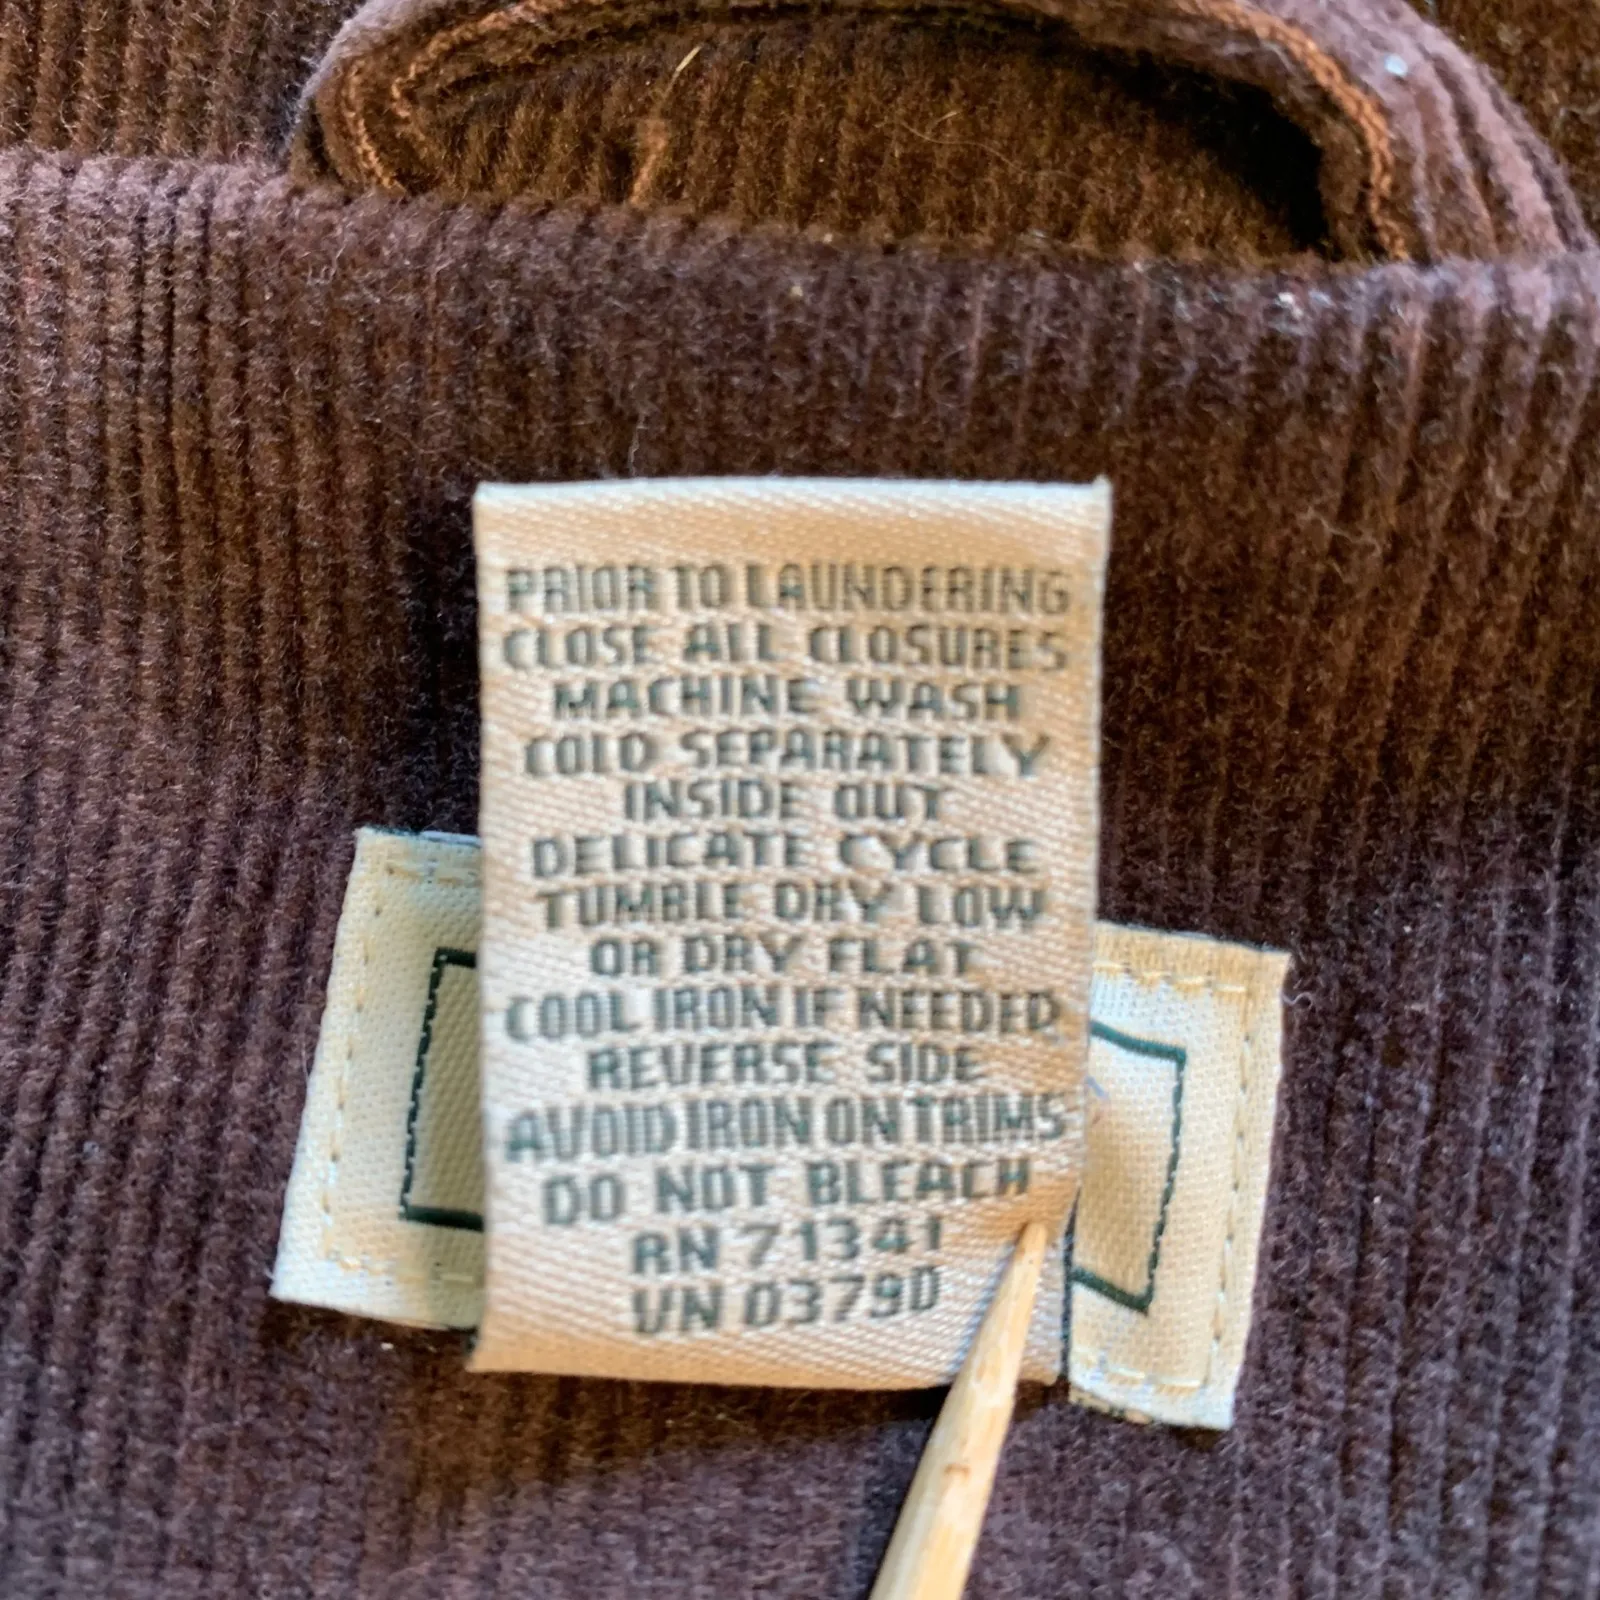 PRIOR TO LAUNDERING
CLOSE ALL CLOSURES
MACHINE WASH
COLD SEPARATELY
INSIDE OUT
DELICATE CYCLE
TUMBLE DRY LOW
OR DRY FLAT
COOL IRON IF NEEDED
REVERSE SIDE
AVOID IRON ON TRIMS
DO NOT BLEACH
RN 71341
VN 03790